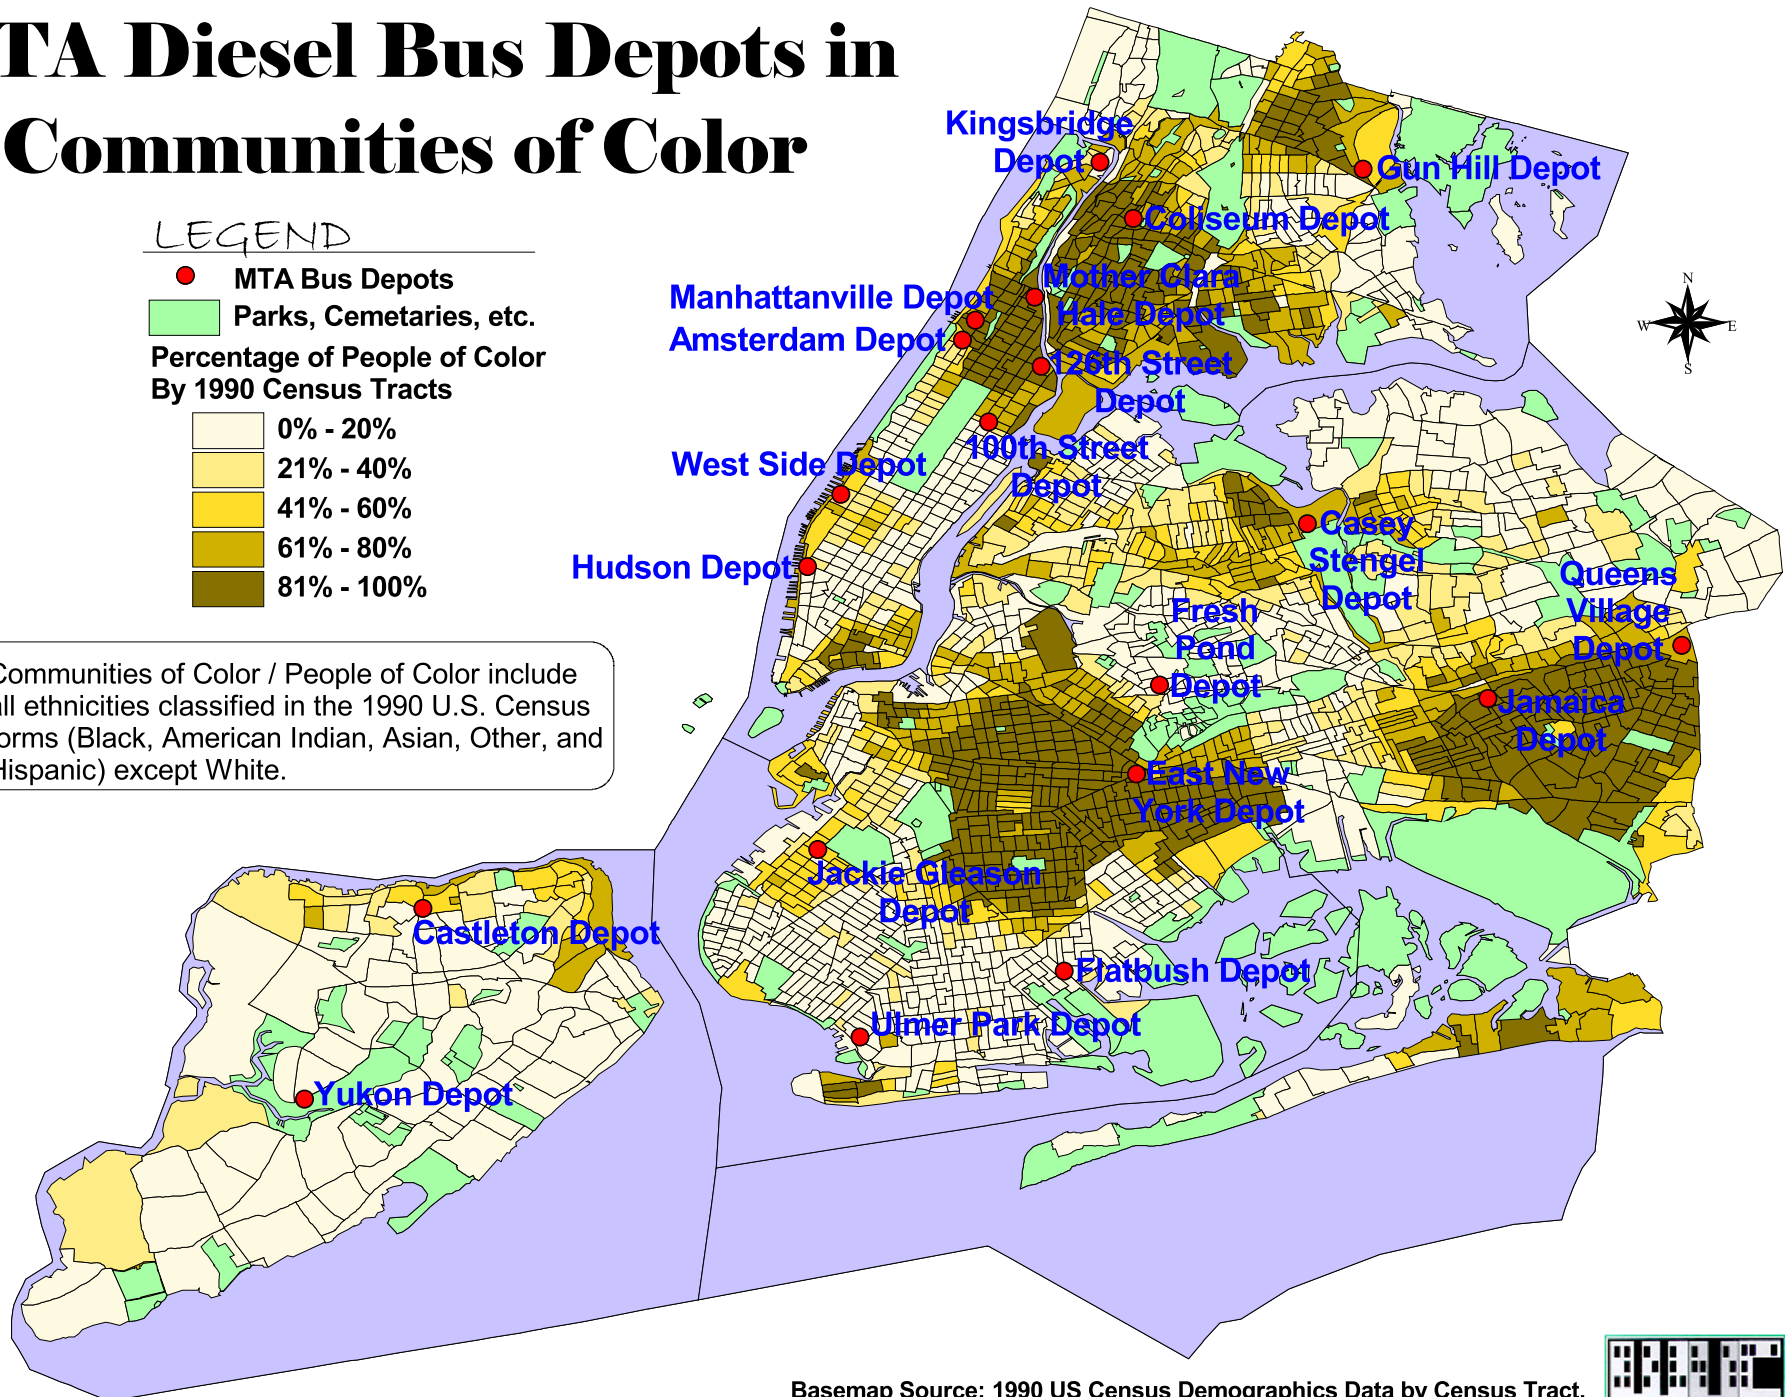 TA Diesel Bus Depots in
Communities of Color
LEGEND
MTA Bus Depots
Parks, Cemetaries, etc.
Percentage of People of Color
By 1990 Census Tracts
0% - 20%
21% - 40%
41% - 60%
61% - 80%
81% - 100%
Communities of Color / People of Color include
all ethnicities classified in the 1990 U.S. Census
forms (Black, American Indian, Asian, Other, and
Hispanic) except White.
Kingsbridge
Depot
Gun Hill Depot
Coliseum Depot
Mother Clara
Hale Depot
Manhattanville Depot
Amsterdam Depot
126th Street
Depot
100th Street
Depot
West Side Depot
Hudson Depot
Casey
Stengel
Depot
Queens
Village
Depot
Fresh
Pond
Depot
Jamaica
Depot
East New
York Depot
Jackie Gleason
Depot
Flatbush Depot
Ulmer Park Depot
Castleton Depot
Yukon Depot
N
W
E
S
Basemap Source: 1990 US Census Demographics Data by Census Tract.